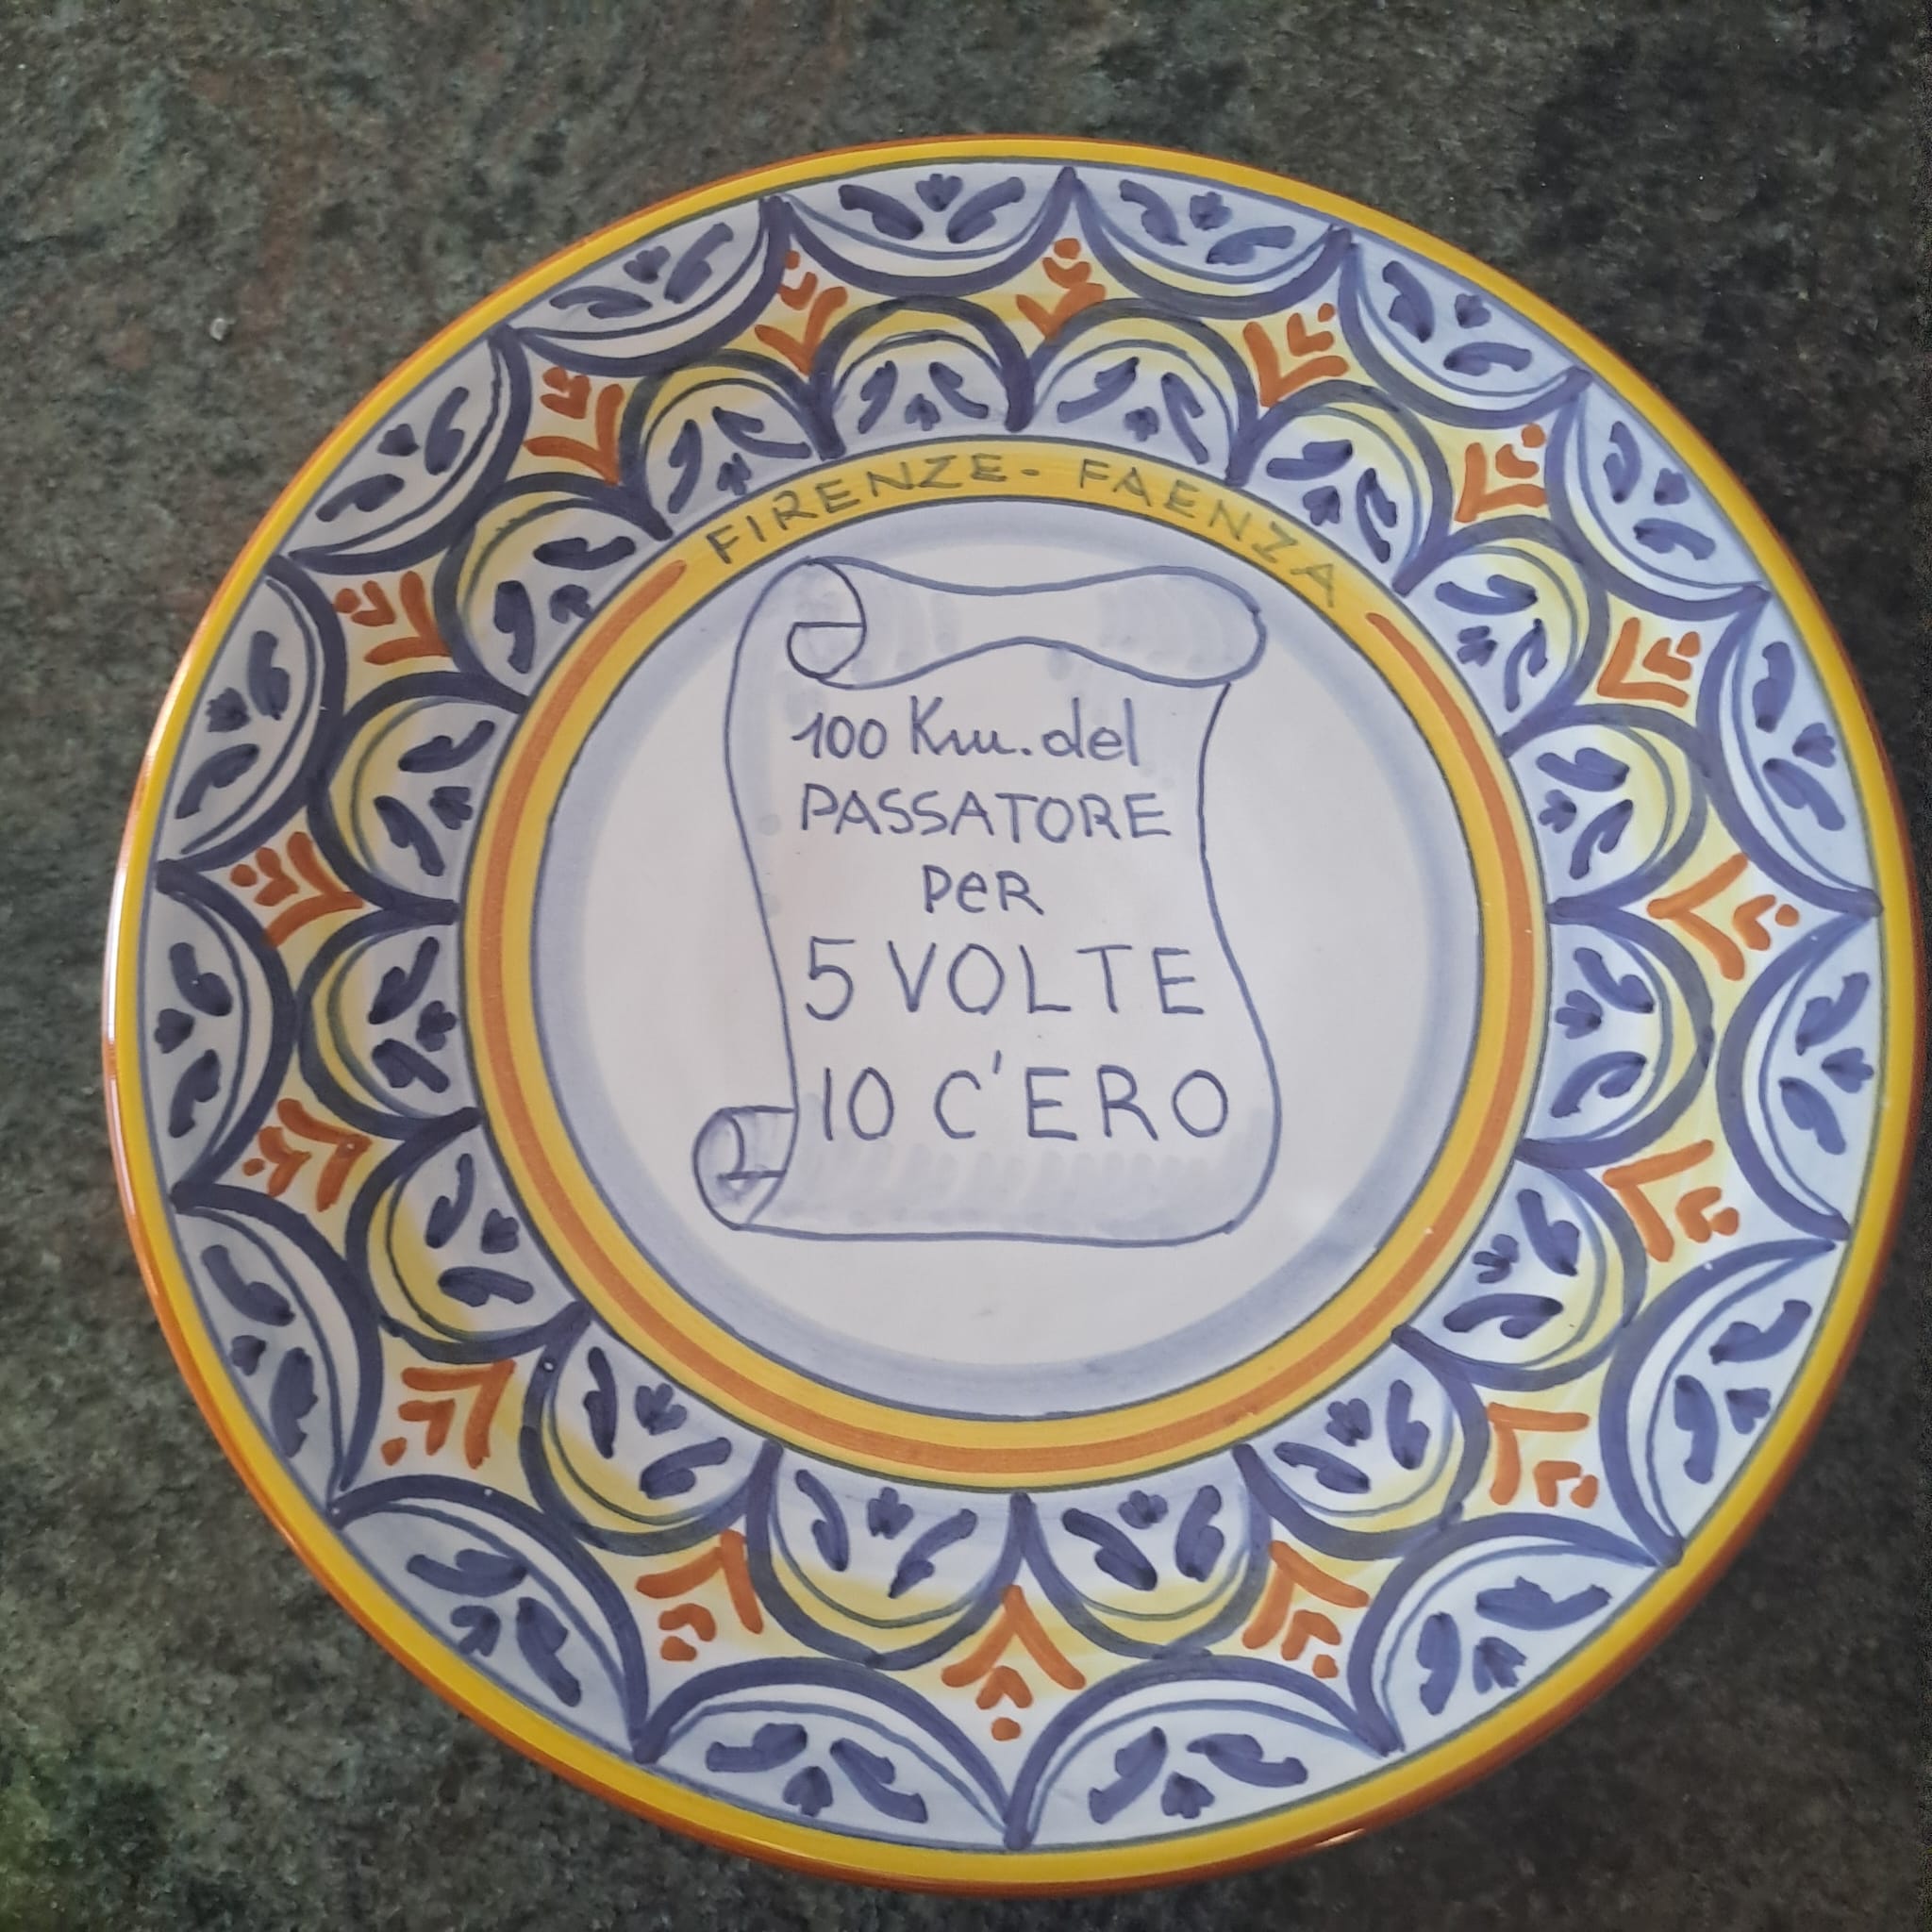 FIRENZE - FAENZA
100 Km. del
PASSATORE
PeR
5 VOLTE
IO C'ERO